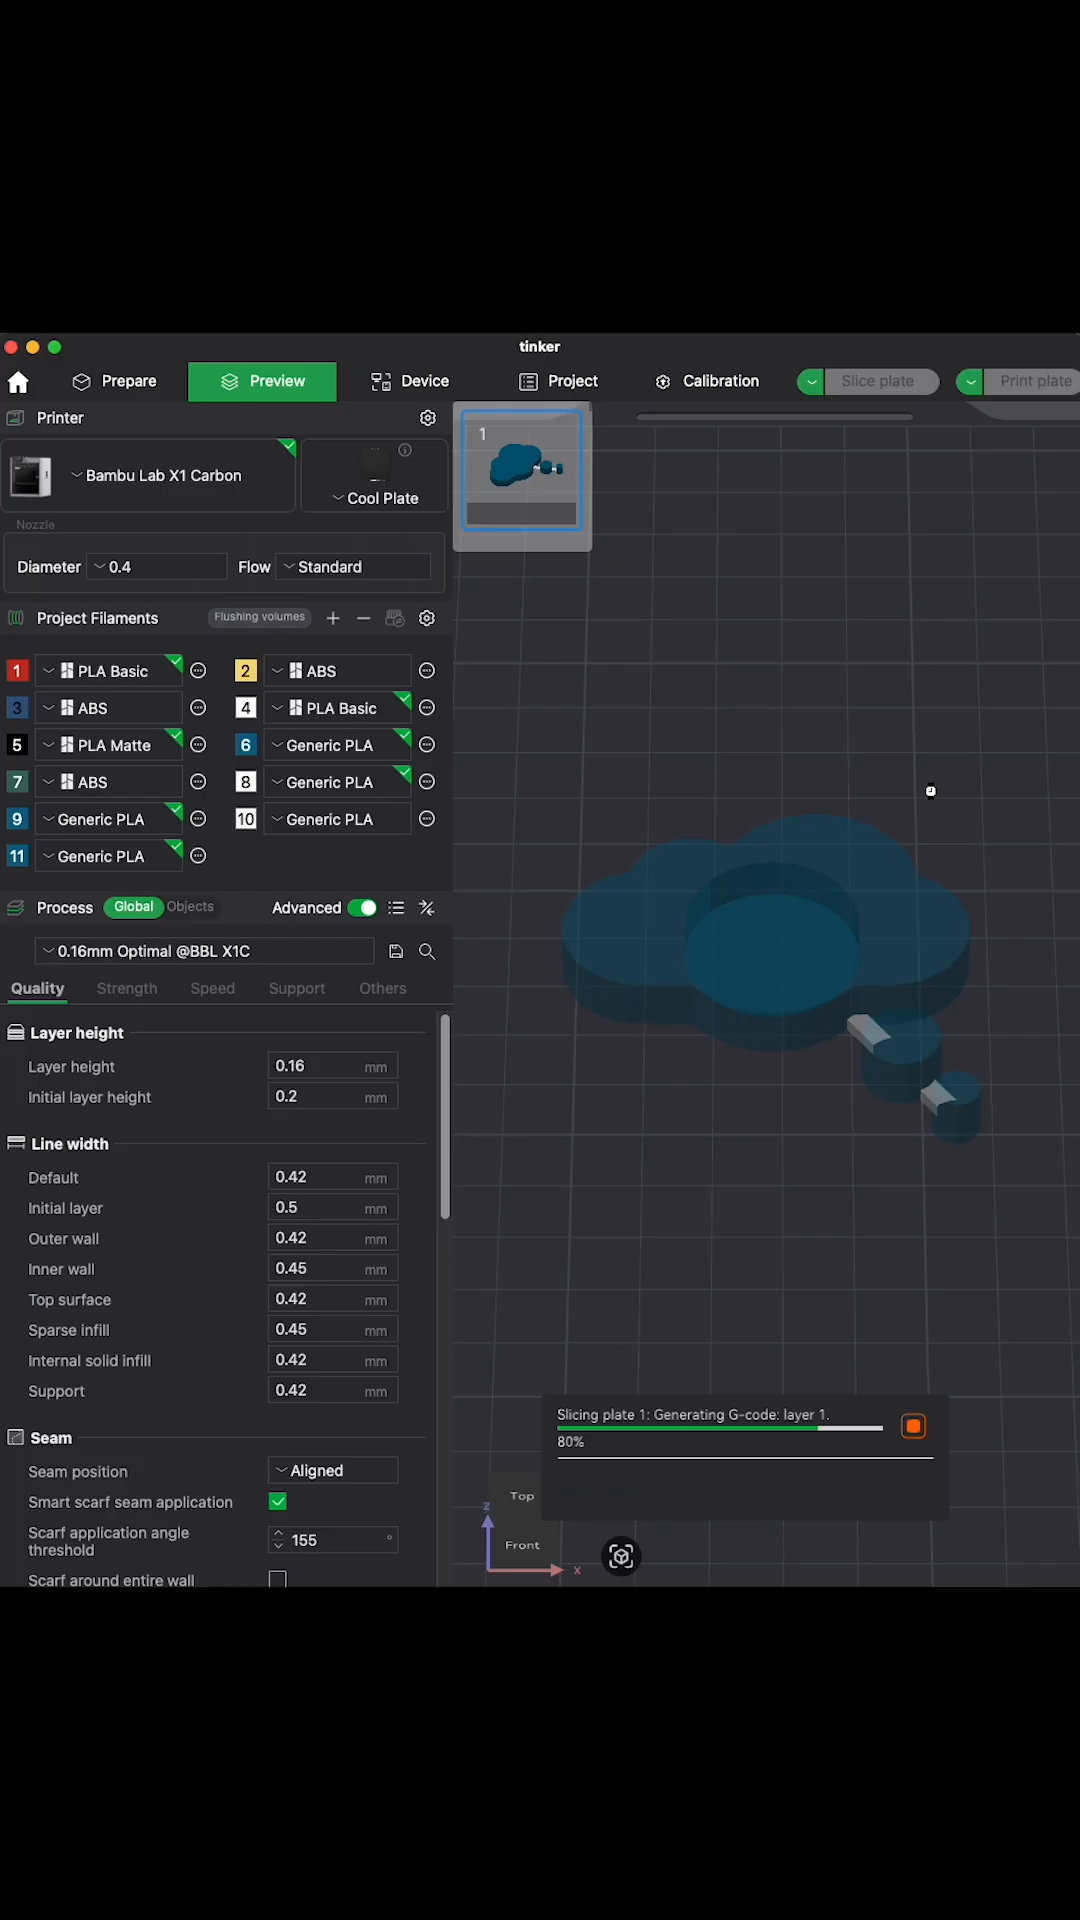 tinker
Prepare
Preview
Device
Project
Calibration
Slice plate
Print plate
Printer
1
Bambu Lab X1 Carbon
Cool Plate
Nozzle
Diameter
0.4
Flow
Standard
Project Filaments
Flushing volumes
1 PLA Basic
2 ABS
3 ABS
4 PLA Basic
5 PLA Matte
6 Generic PLA
7 ABS
8 Generic PLA
9 Generic PLA
10 Generic PLA
11 Generic PLA
Process
Global
Objects
Advanced
0.16mm Optimal @BBL X1C
Quality
Strength
Speed
Support
Others
Layer height
Layer height 0.16 mm
Initial layer height 0.2 mm
Line width
Default 0.42 mm
Initial layer 0.5 mm
Outer wall 0.42 mm
Inner wall 0.45 mm
Top surface 0.42 mm
Sparse infill 0.45 mm
Internal solid infill 0.42 mm
Support 0.42 mm
Seam
Seam position Aligned
Smart scarf seam application
Scarf application angle
threshold
155 °
Scarf around entire wall
Slicing plate 1: Generating G-code: layer 1.
80%
Top
Front
Z
X